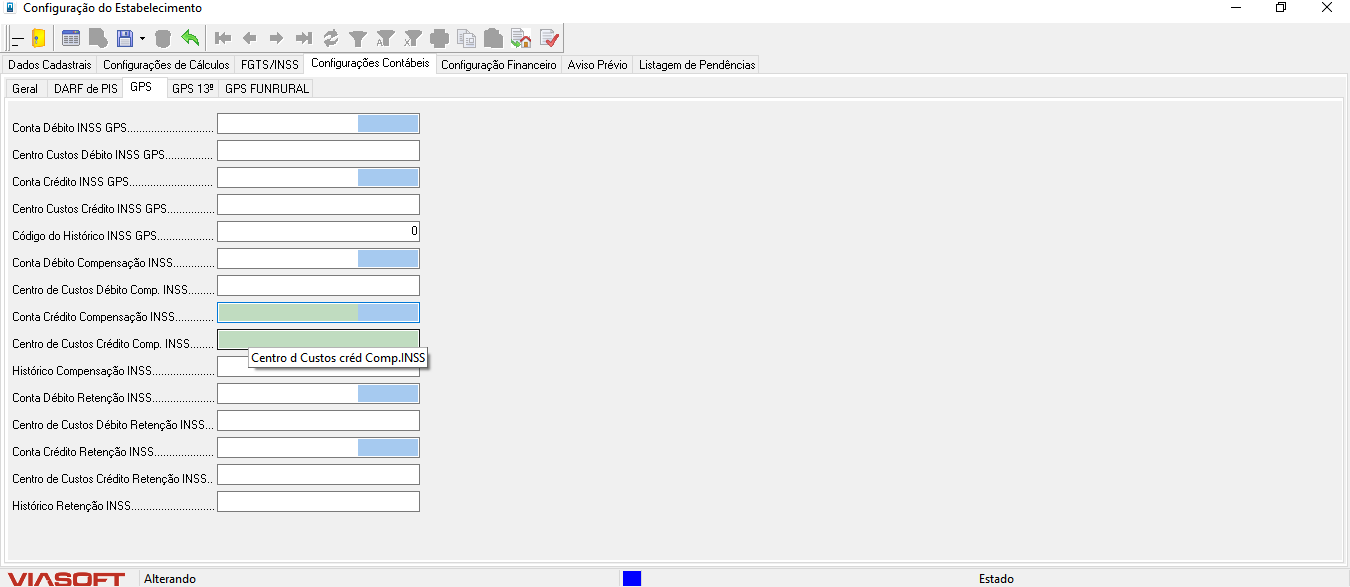 Configuração do Estabelecimento
Dados Cadastrais Configurações de Cálculos FGTS/INSS Configurações Contábeis Configuração Financeiro Aviso Prévio Listagem de Pendências
Geral DARF de PIS GPS GPS 13º GPS FUNRURAL
Conta Débito INSS GPS.............................
Centro Custos Débito INSS GPS................
Conta Crédito INSS GPS............................
Centro Custos Crédito INSS GPS................
Código do Histórico INSS GPS................... 0
Conta Débito Compensação INSS..............
Centro de Custos Débito Comp. INSS.........
Conta Crédito Compensação INSS.............
Centro de Custos Crédito Comp. INSS........
Centro d Custos créd Comp.INSS
Histórico Compensação INSS.....................
Conta Débito Retenção INSS.....................
Centro de Custos Débito Retenção INSS...
Conta Crédito Retenção INSS....................
Centro de Custos Crédito Retenção INSS..
Histórico Retenção INSS............................
VIASOFT Alterando Estado